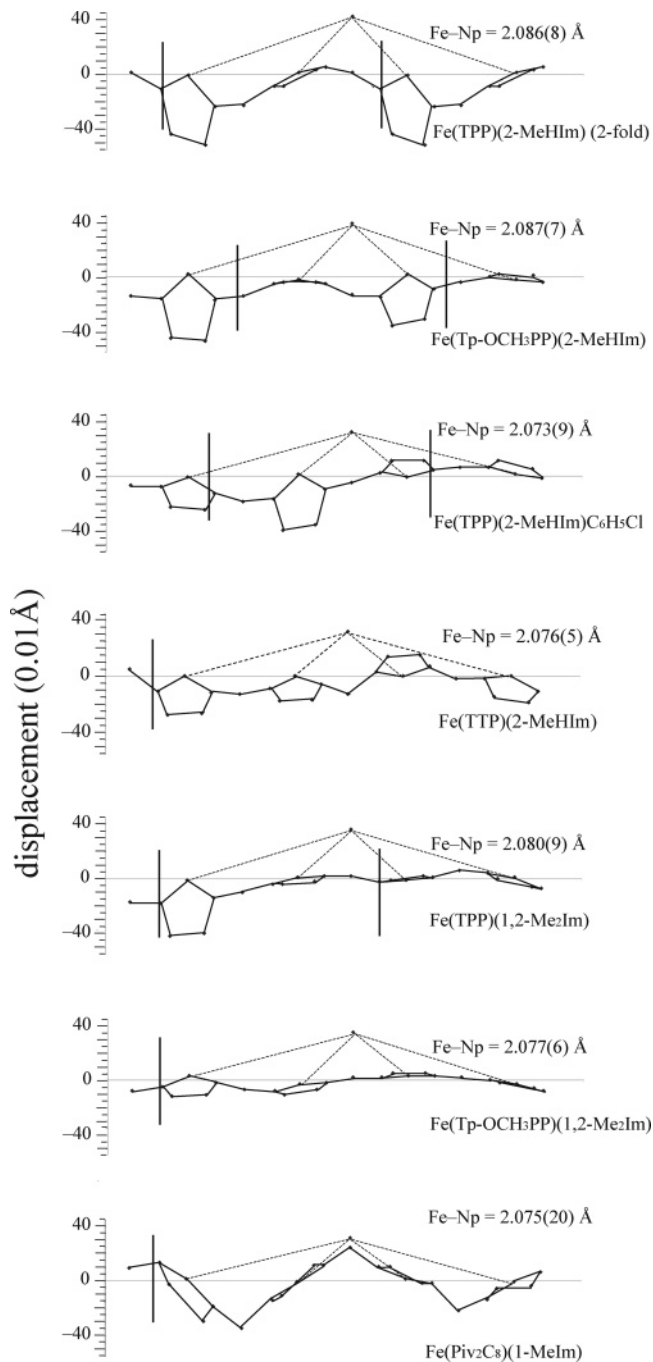 displacement (0.01Å)
40
0
−40
Fe–Np = 2.086(8) Å
Fe(TPP)(2-MeHIm) (2-fold)
40
0
−40
Fe–Np = 2.087(7) Å
Fe(Tp-OCH₃PP)(2-MeHIm)
40
0
−40
Fe–Np = 2.073(9) Å
Fe(TPP)(2-MeHIm)C₆H₅Cl
40
0
−40
Fe–Np = 2.076(5) Å
Fe(TTP)(2-MeHIm)
40
0
−40
Fe–Np = 2.080(9) Å
Fe(TPP)(1,2-Me₂Im)
40
0
−40
Fe–Np = 2.077(6) Å
Fe(Tp-OCH₃PP)(1,2-Me₂Im)
40
0
−40
Fe–Np = 2.075(20) Å
Fe(Piv₂C₈)(1-MeIm)